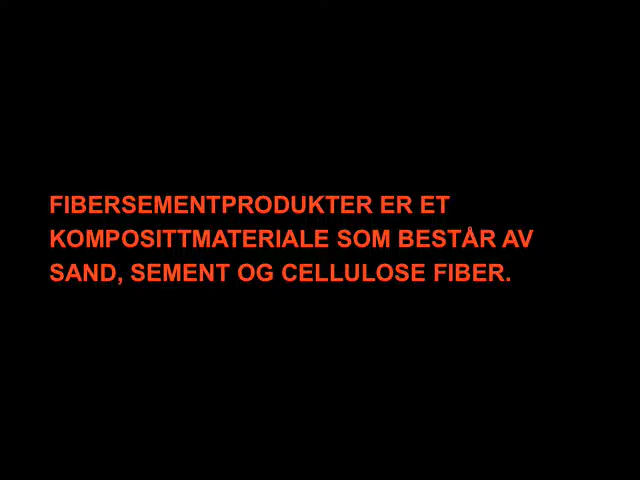 FIBERSEMENTPRODUKTER ER ET
KOMPOSITTMATERIALE SOM BESTÅR AV
SAND, SEMENT OG CELLULOSE FIBER.